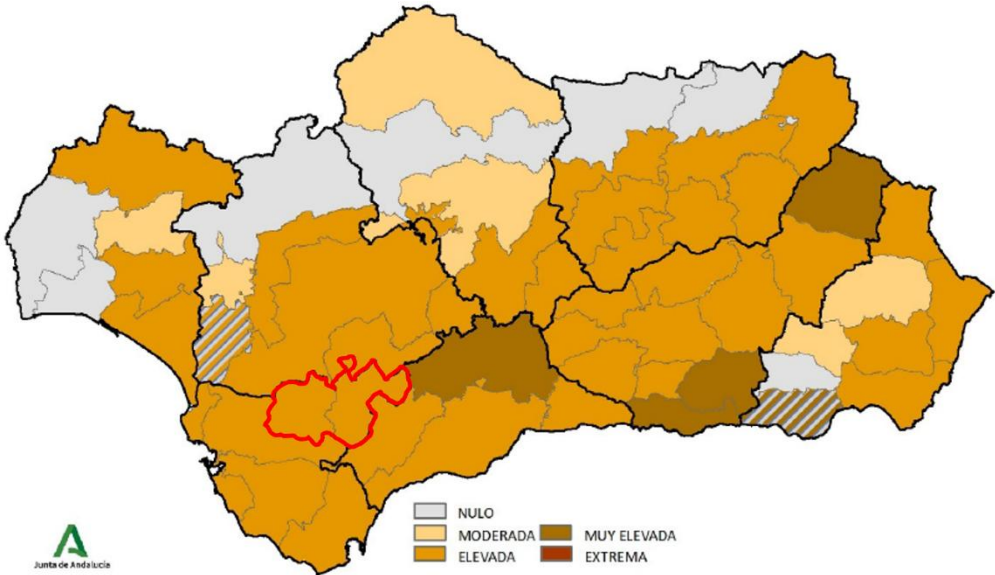 NULO
MODERADA MUY ELEVADA
ELEVADA EXTREMA
Junta de Andalucía